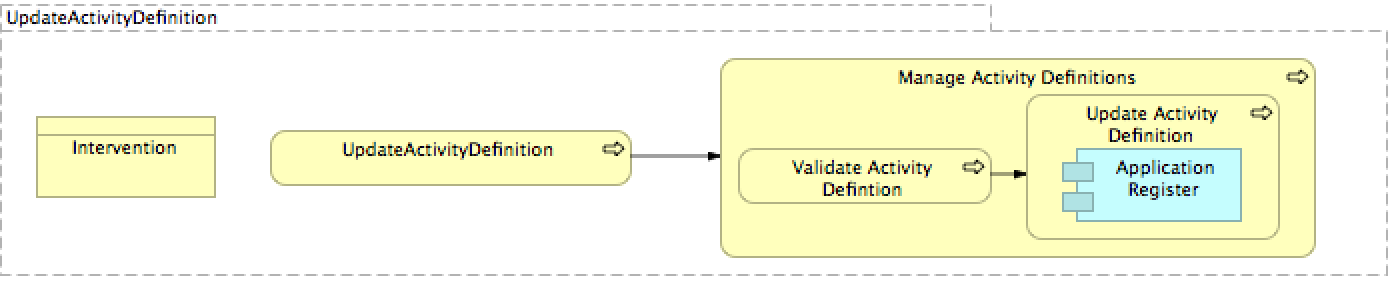 UpdateActivityDefinition
Manage Activity Definitions
Intervention
UpdateActivityDefinition
Validate Activity
Defintion
Update Activity
Definition
Application
Register